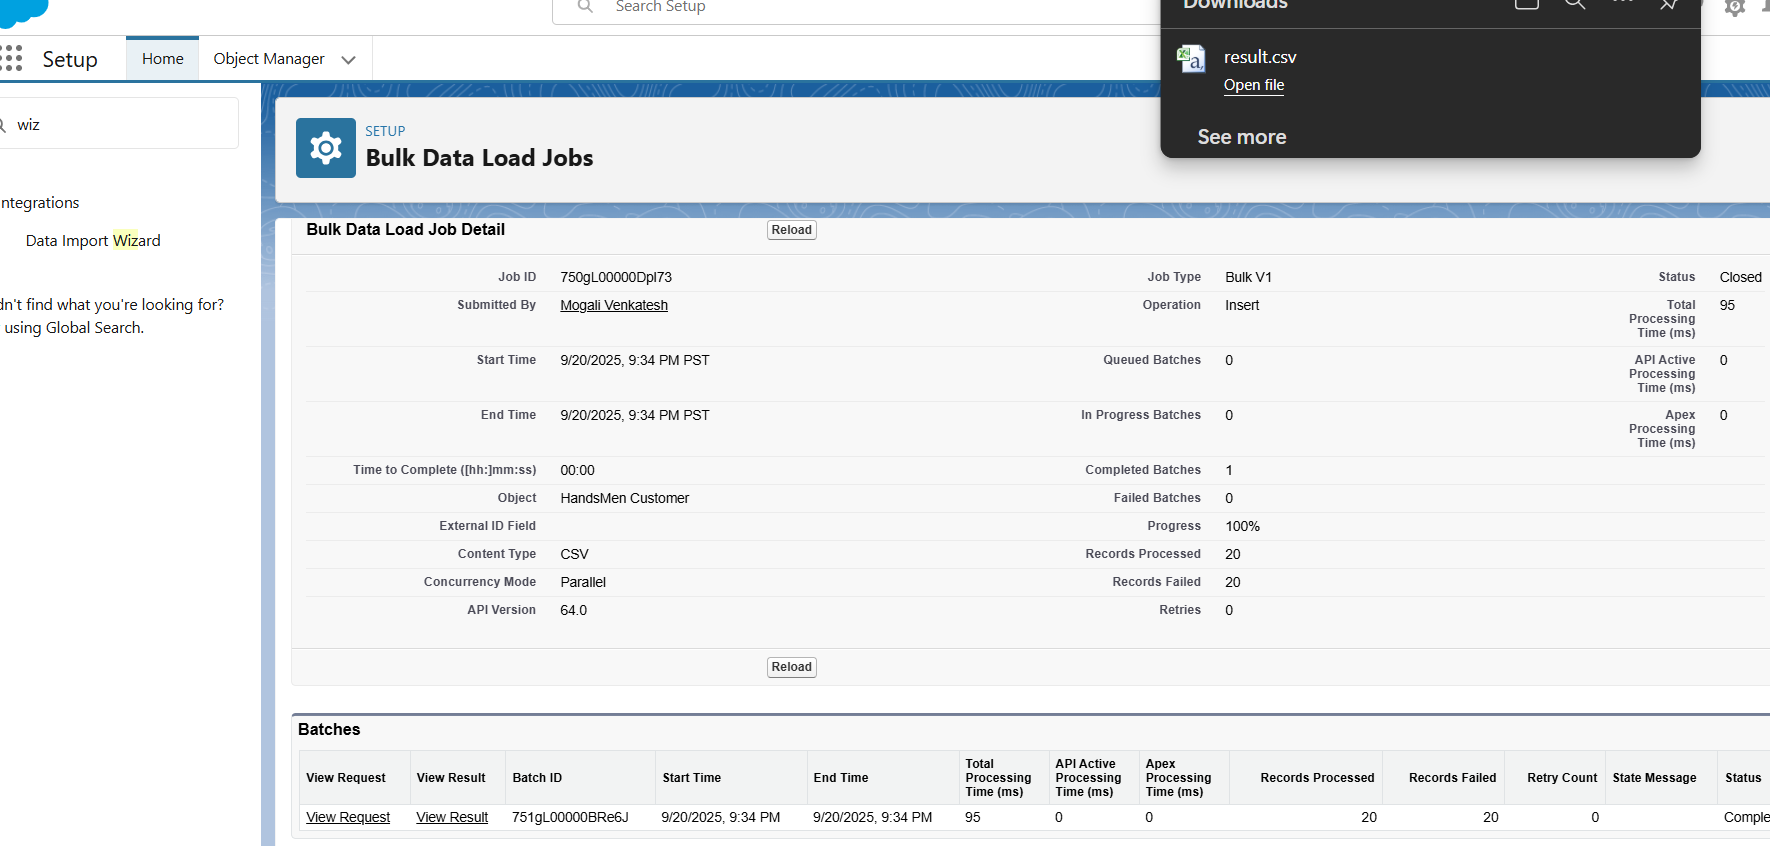 Search Setup
Downloads
Setup
Home
Object Manager
result.csv
Open file
See more
wiz
ntegrations
Data Import Wizard
dn't find what you're looking for?
using Global Search.
SETUP
Bulk Data Load Jobs
Bulk Data Load Job Detail
Reload
Job ID 750gL00000Dpl73 Job Type Bulk V1 Status Closed
Submitted By Mogali Venkatesh Operation Insert Total Processing Time (ms) 95
Start Time 9/20/2025, 9:34 PM PST Queued Batches 0 API Active Processing Time (ms) 0
End Time 9/20/2025, 9:34 PM PST In Progress Batches 0 Apex Processing Time (ms) 0
Time to Complete ([hh:]mm:ss) 00:00 Completed Batches 1
Object HandsMen Customer Failed Batches 0
External ID Field Progress 100%
Content Type CSV Records Processed 20
Concurrency Mode Parallel Records Failed 20
API Version 64.0 Retries 0
Reload
Batches
View Request View Result Batch ID Start Time End Time Total Processing Time (ms) API Active Processing Time (ms) Apex Processing Time (ms) Records Processed Records Failed Retry Count State Message Status
View Request View Result 751gL00000BRe6J 9/20/2025, 9:34 PM 9/20/2025, 9:34 PM 95 0 0 20 20 0 Comple